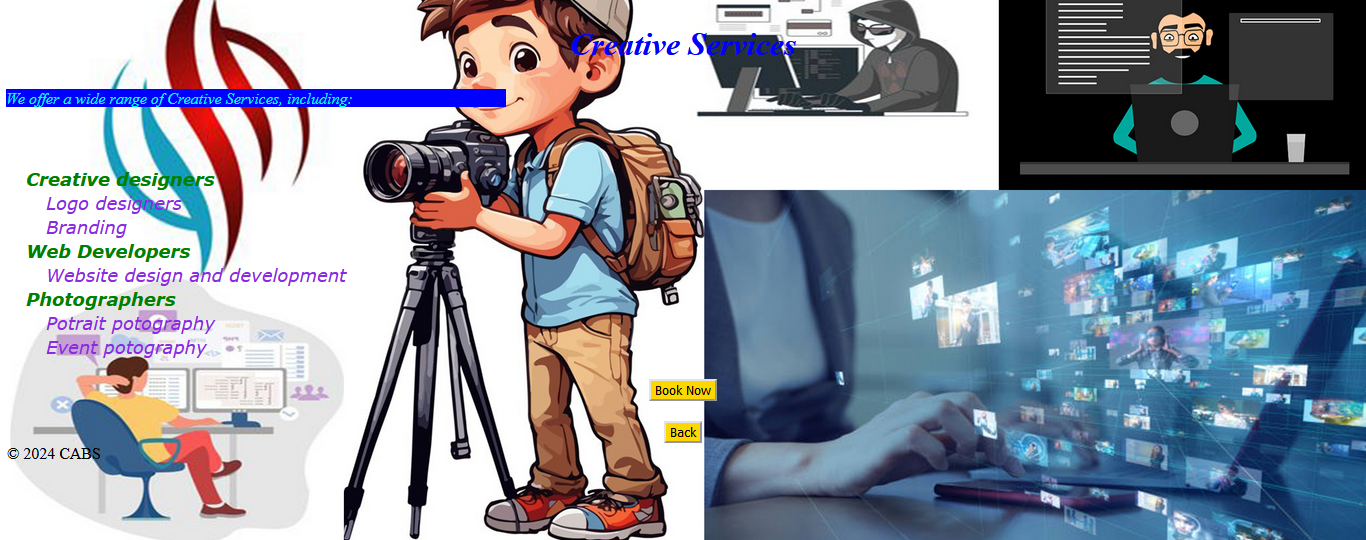 Creative Services
We offer a wide range of Creative Services, including:
Creative designers
Logo designers
Branding
Web Developers
Website design and development
Photographers
Potrait potography
Event potography
Book Now
Back
© 2024 CABS